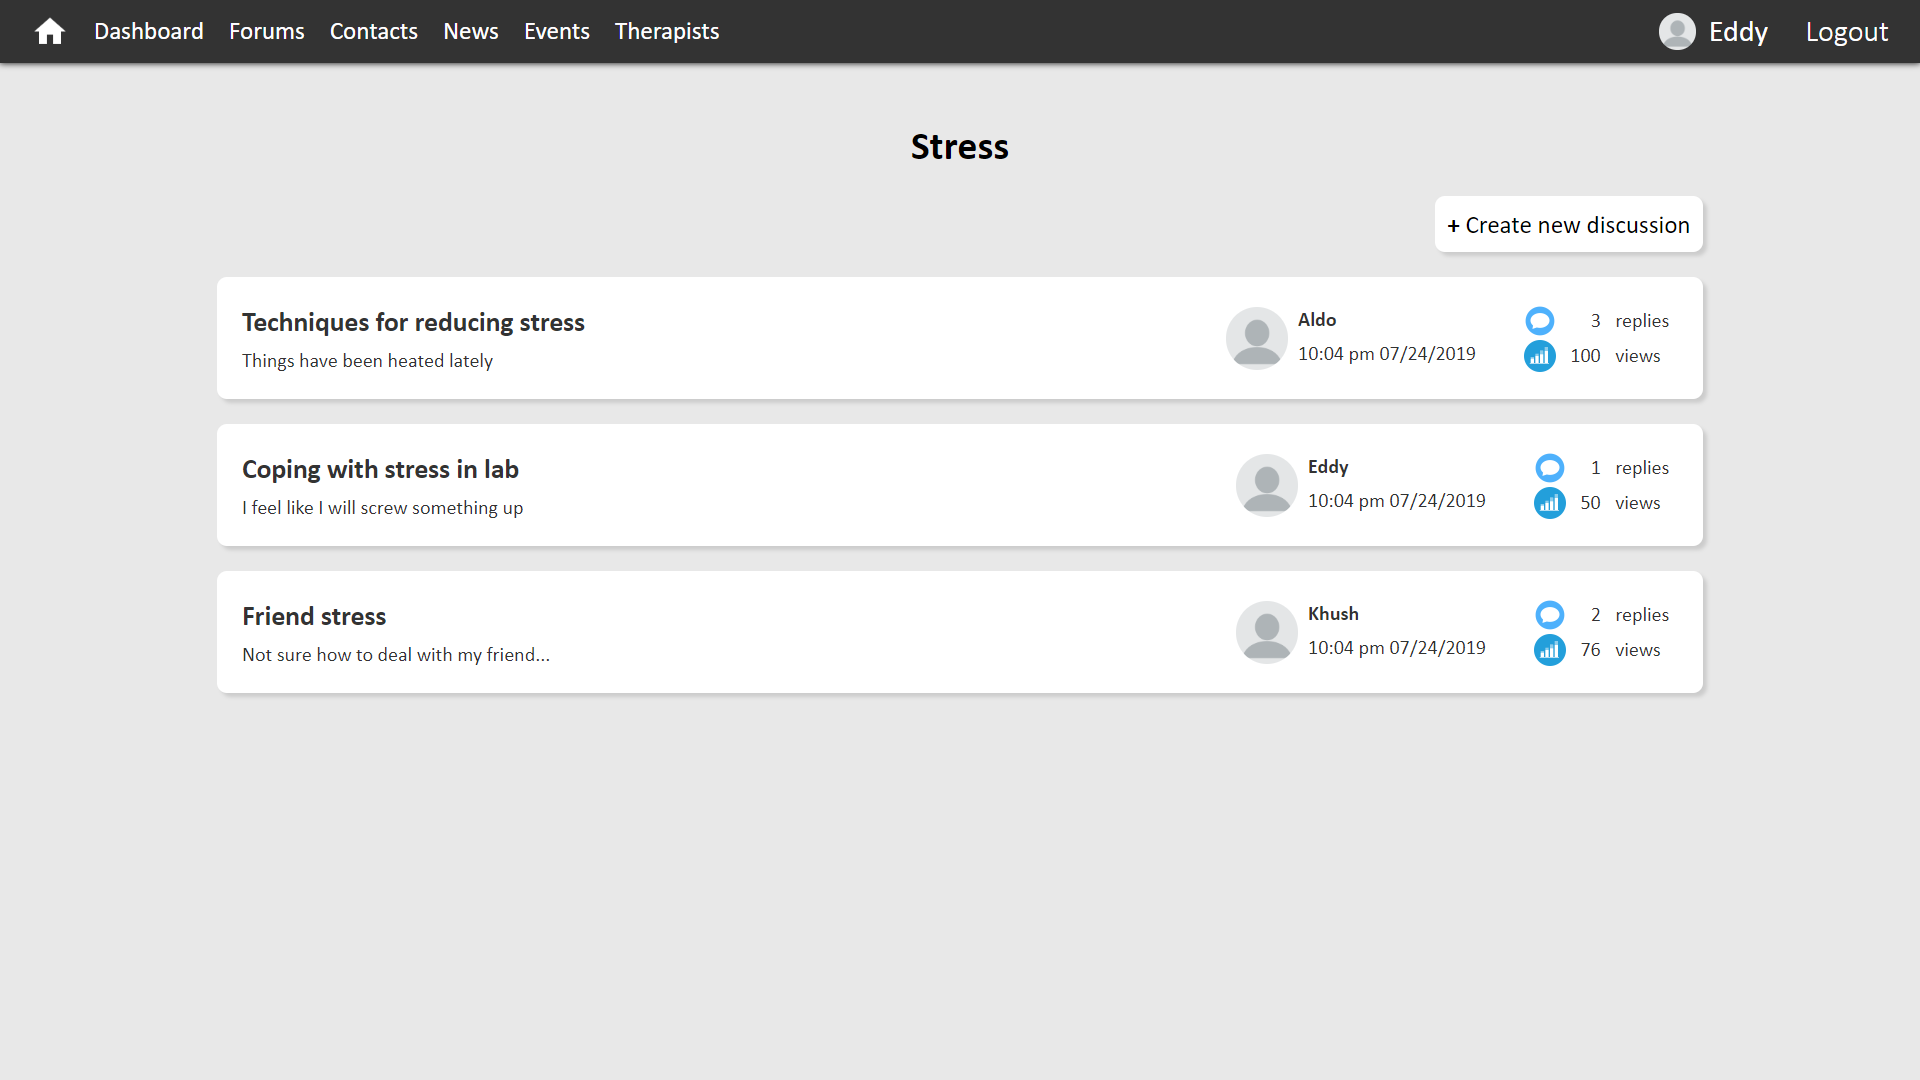 Dashboard Forums Contacts News Events Therapists Eddy Logout
Stress
+ Create new discussion
Techniques for reducing stress
Things have been heated lately
Aldo
10:04 pm 07/24/2019
3 replies
100 views
Coping with stress in lab
I feel like I will screw something up
Eddy
10:04 pm 07/24/2019
1 replies
50 views
Friend stress
Not sure how to deal with my friend...
Khush
10:04 pm 07/24/2019
2 replies
76 views